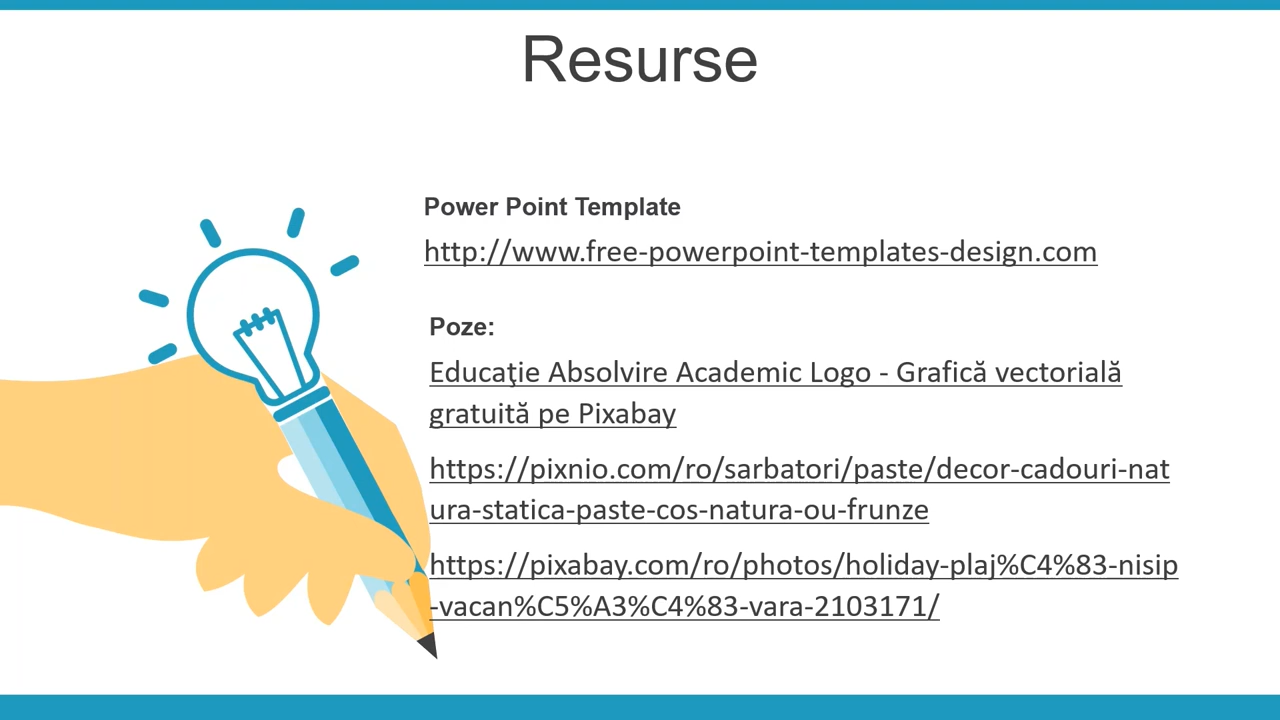 Resurse
Power Point Template
http://www.free-powerpoint-templates-design.com
Poze:
Educaţie Absolvire Academic Logo - Grafică vectorială
gratuită pe Pixabay
https://pixnio.com/ro/sarbatori/paste/decor-cadouri-nat
ura-statica-paste-cos-natura-ou-frunze
https://pixabay.com/ro/photos/holiday-plaj%C4%83-nisip
-vacan%C5%A3%C4%83-vara-2103171/